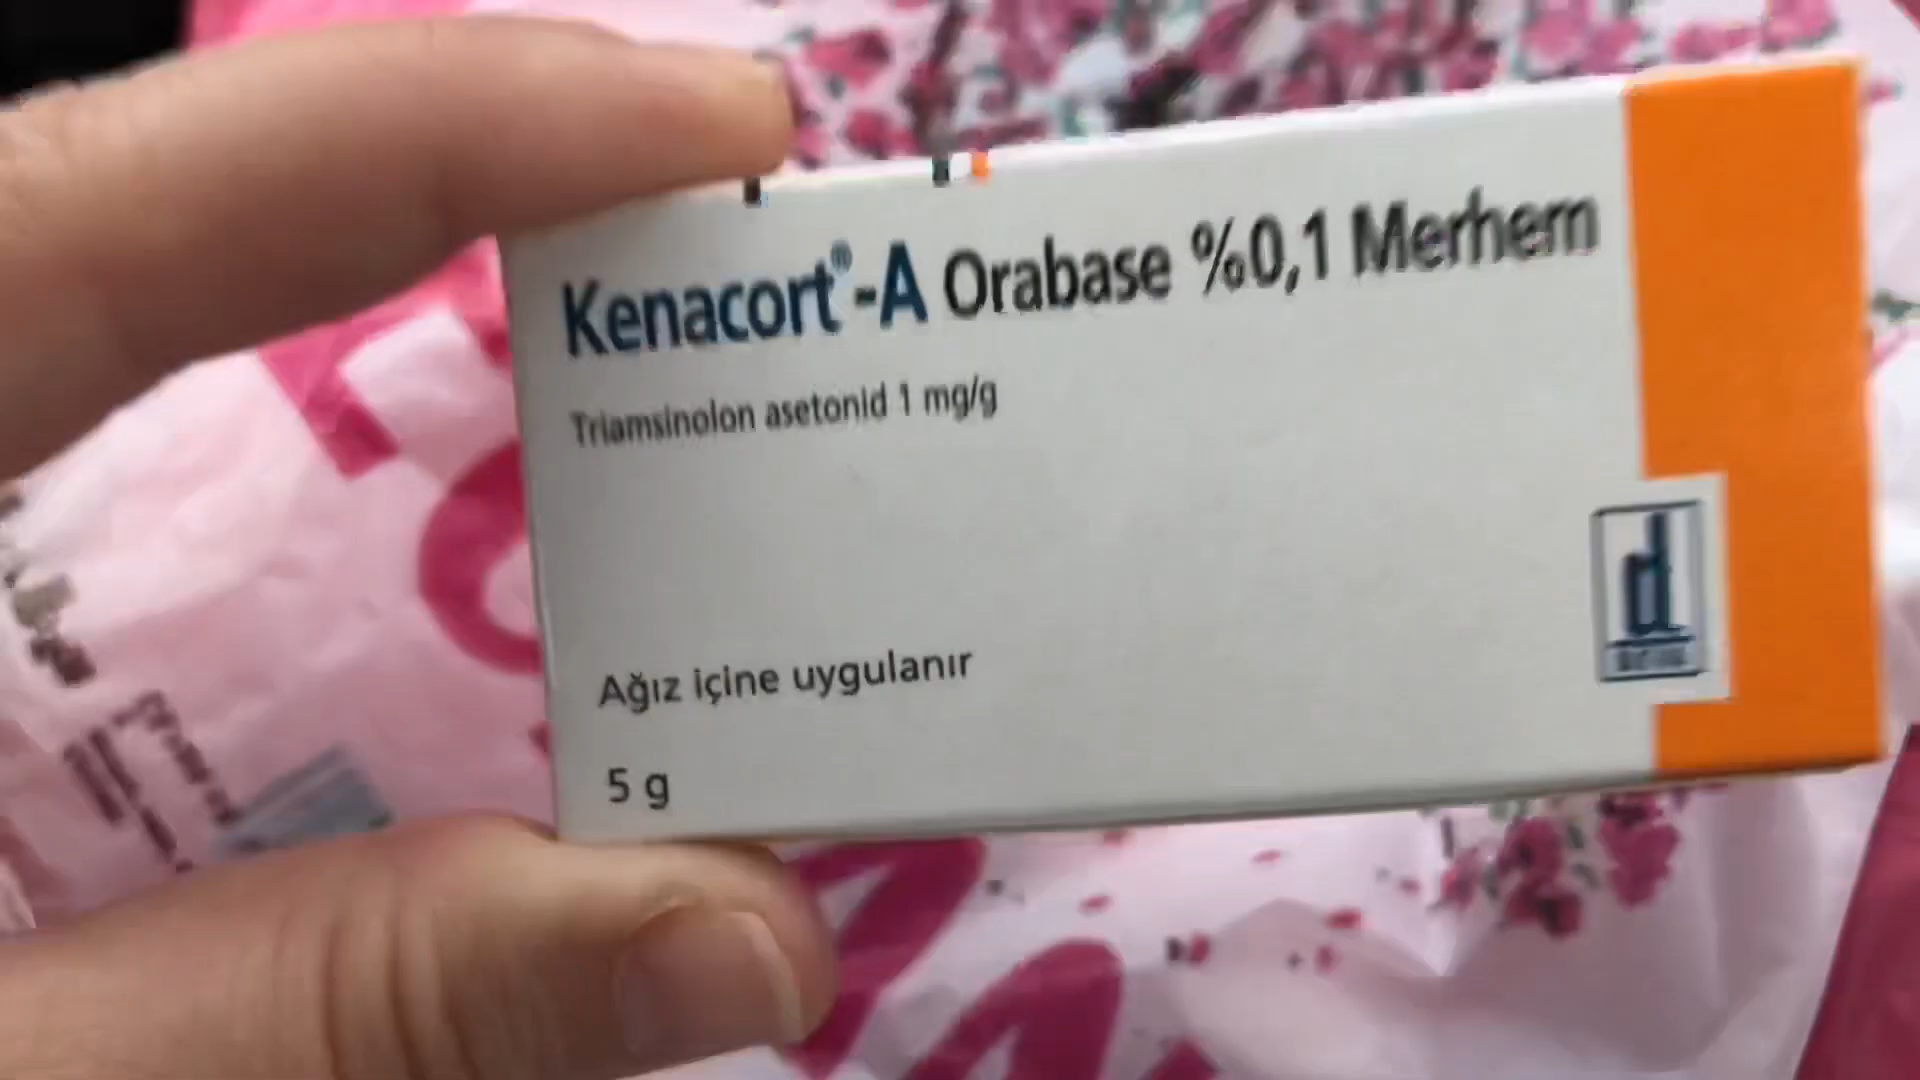 Kenacort®-A Orabase %0,1 Merhem
Triamsinolon asetonid 1 mg/g
Ağız içine uygulanır
5 g